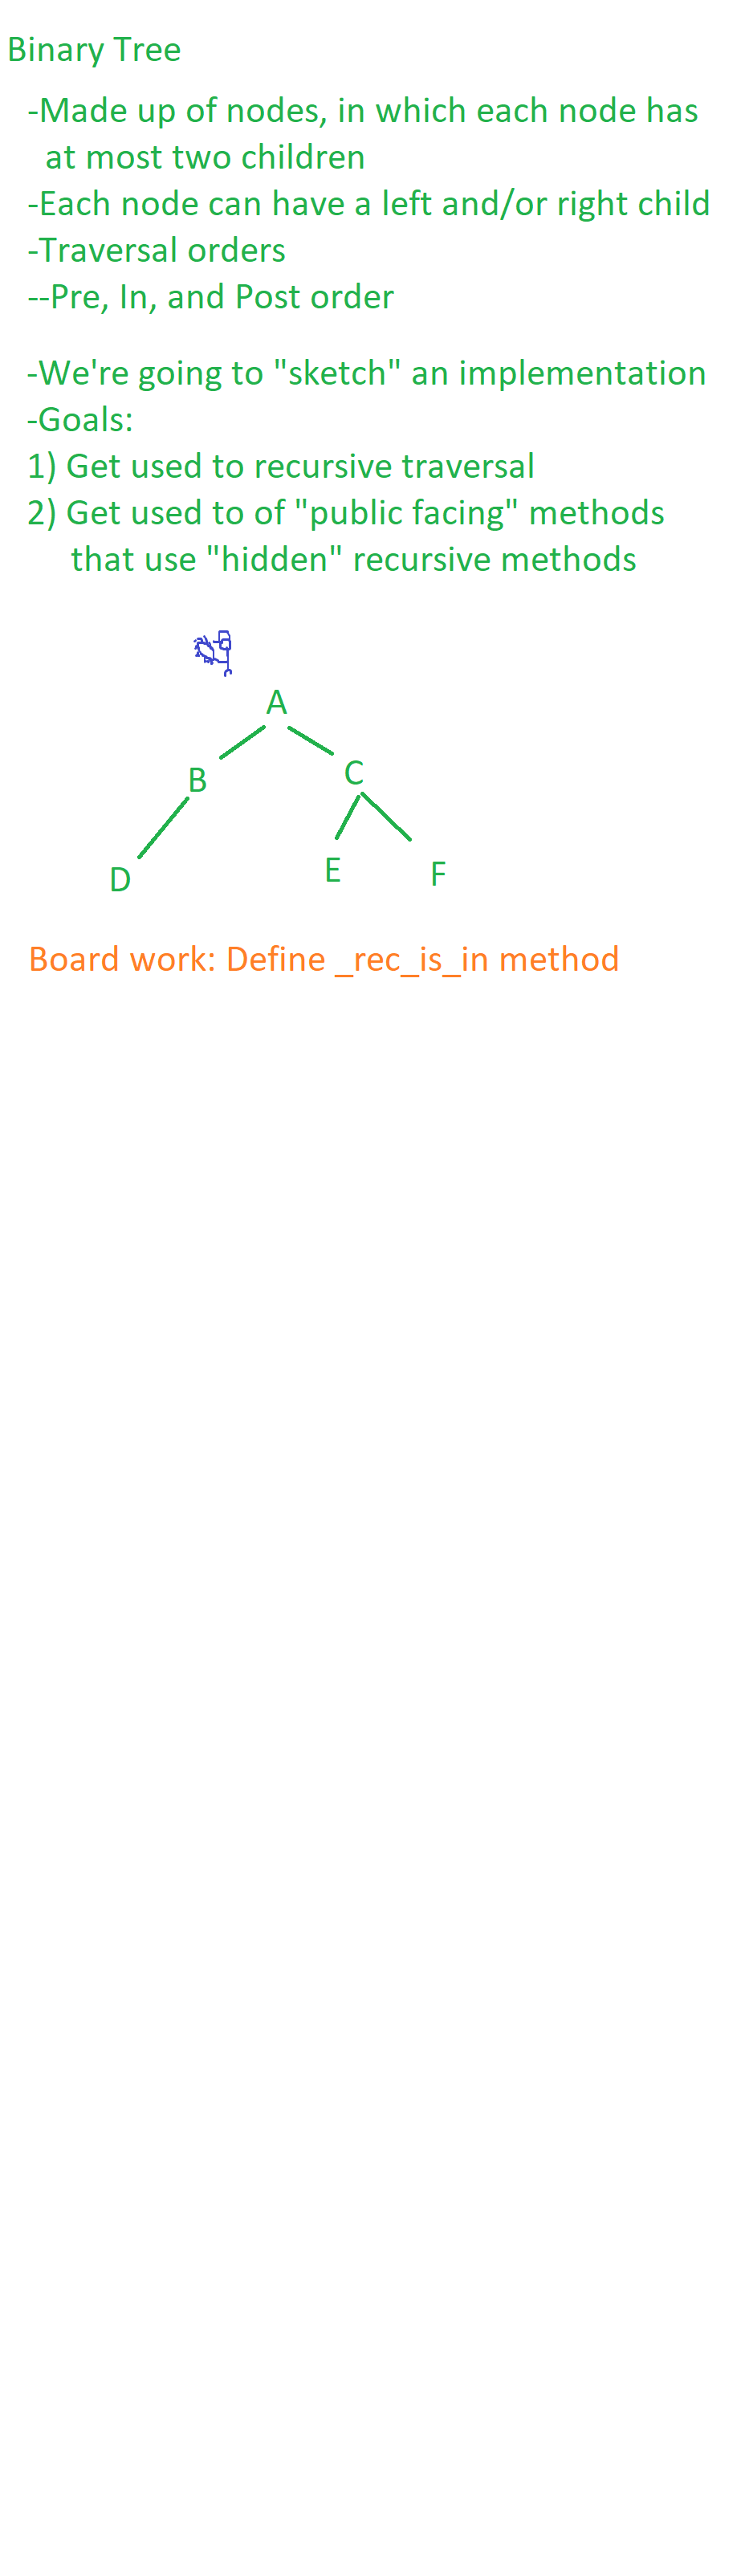 Binary Tree
-Made up of nodes, in which each node has
at most two children
-Each node can have a left and/or right child
-Traversal orders
--Pre, In, and Post order
-We're going to "sketch" an implementation
-Goals:
1) Get used to recursive traversal
2) Get used to of "public facing" methods
that use "hidden" recursive methods
A
B C
D E F
Board work: Define _rec_is_in method